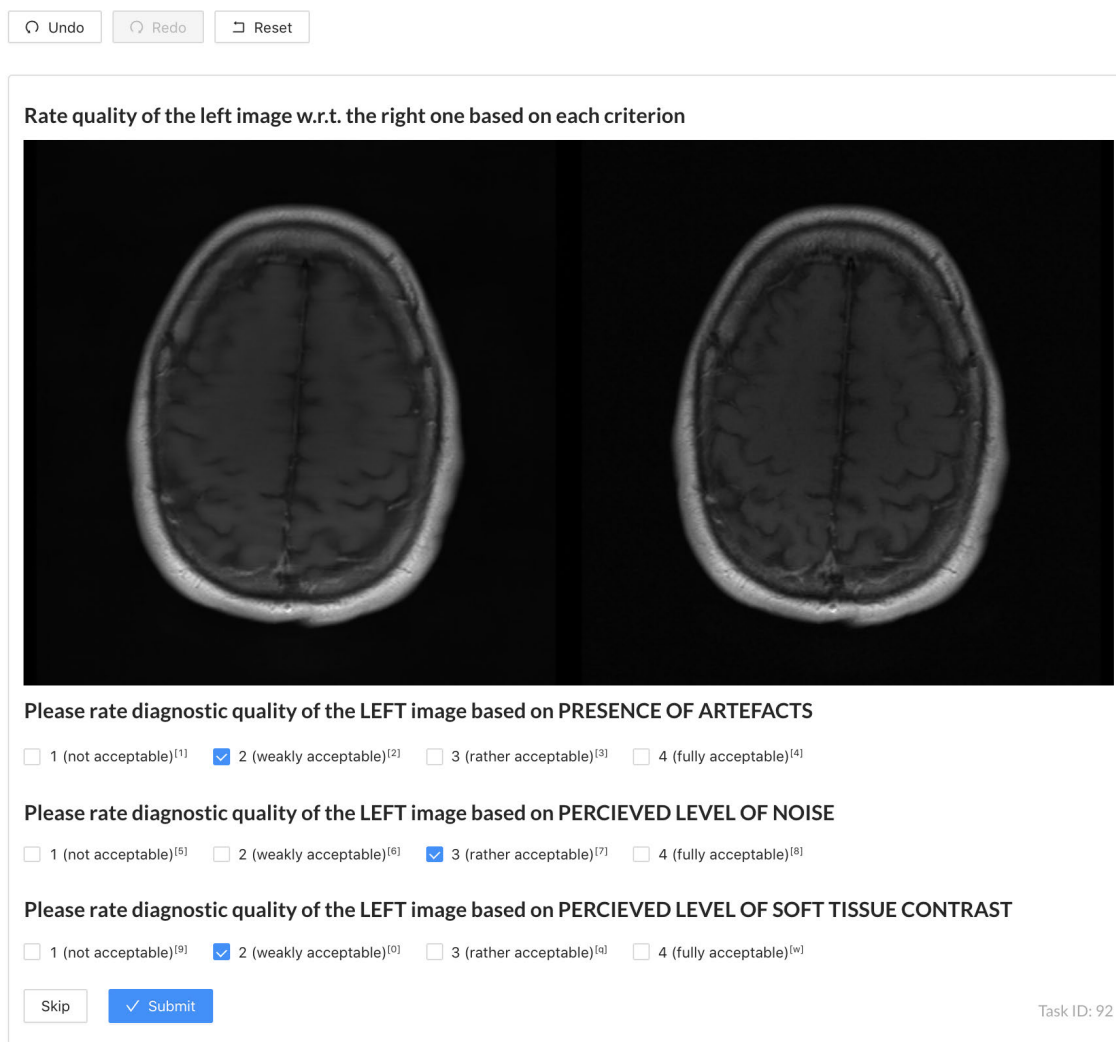 Undo Redo Reset
Rate quality of the left image w.r.t. the right one based on each criterion
Please rate diagnostic quality of the LEFT image based on PRESENCE OF ARTEFACTS
1 (not acceptable)[1] 2 (weakly acceptable)[2] 3 (rather acceptable)[3] 4 (fully acceptable)[4]
Please rate diagnostic quality of the LEFT image based on PERCIEVED LEVEL OF NOISE
1 (not acceptable)[5] 2 (weakly acceptable)[6] 3 (rather acceptable)[7] 4 (fully acceptable)[8]
Please rate diagnostic quality of the LEFT image based on PERCIEVED LEVEL OF SOFT TISSUE CONTRAST
1 (not acceptable)[9] 2 (weakly acceptable)[0] 3 (rather acceptable)[q] 4 (fully acceptable)[w]
Skip Submit
Task ID: 92